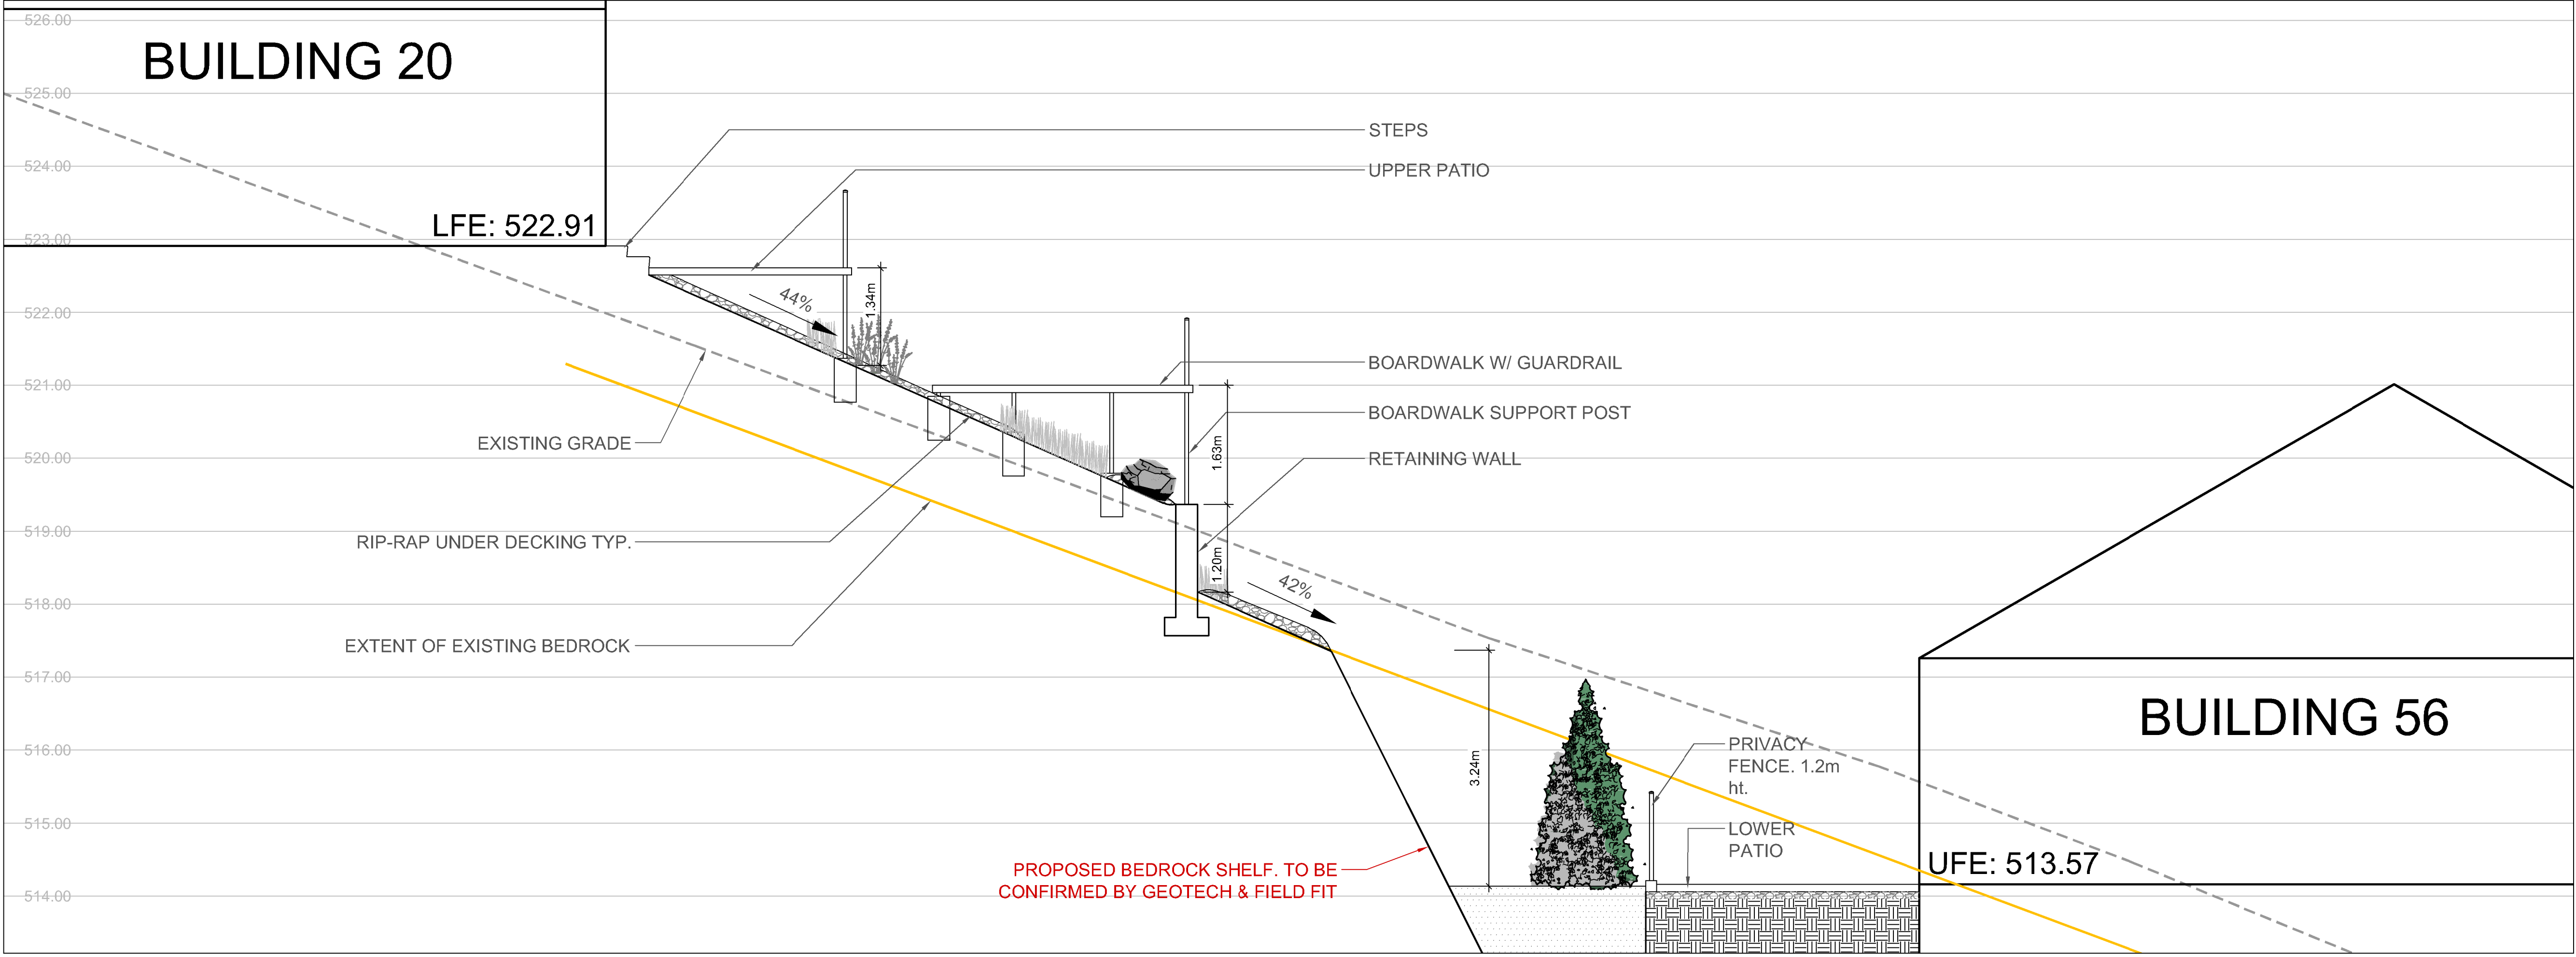 526.00
BUILDING 20
525.00
524.00
LFE: 522.91
523.00
522.00
521.00
520.00
519.00
518.00
517.00
516.00
515.00
514.00
STEPS
UPPER PATIO
44%
1.34m
BOARDWALK W/ GUARDRAIL
BOARDWALK SUPPORT POST
RETAINING WALL
1.63m
1.20m
42%
EXISTING GRADE
RIP-RAP UNDER DECKING TYP.
EXTENT OF EXISTING BEDROCK
PROPOSED BEDROCK SHELF. TO BE
CONFIRMED BY GEOTECH & FIELD FIT
3.24m
PRIVACY
FENCE. 1.2m
ht.
LOWER
PATIO
BUILDING 56
UFE: 513.57